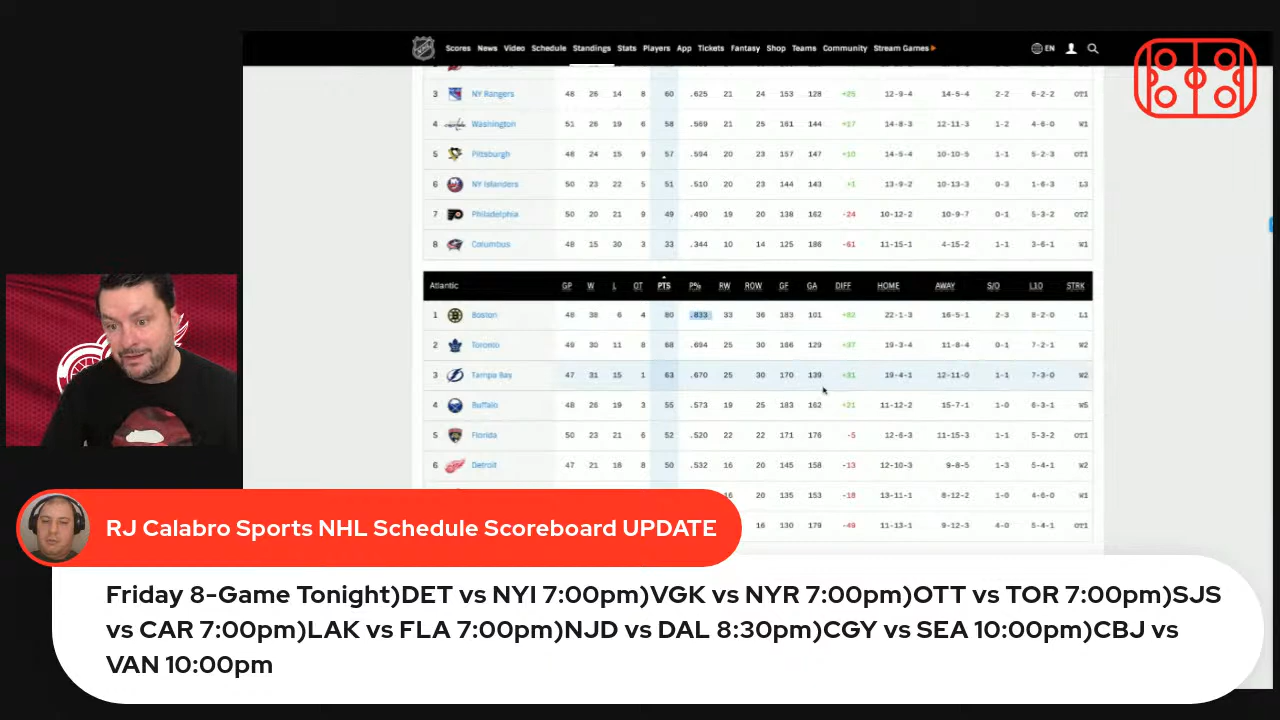 Scores News Video Schedule Standings Stats Players App Tickets Fantasy Shop Teams Community Stream Games EN
3 NY Rangers 48 26 14 8 60 .625 21 24 153 128 +25 12-9-4 14-5-4 2-2 6-2-2 OT1
4 Washington 51 26 19 6 58 .569 21 25 161 144 +17 14-8-3 12-11-3 1-2 4-6-0 W1
5 Pittsburgh 48 24 15 9 57 .594 20 23 157 147 +10 14-5-4 10-10-5 1-1 5-2-3 OT1
6 NY Islanders 50 23 22 5 51 .510 20 23 144 143 +1 13-9-2 10-13-3 0-3 1-6-3 L3
7 Philadelphia 50 20 21 9 49 .490 19 20 138 162 -24 10-12-2 10-9-7 0-1 5-3-2 OT2
8 Columbus 48 15 30 3 33 .344 10 14 125 186 -61 11-15-1 4-15-2 1-1 3-6-1 W1
Atlantic GP W L OT PTS P% RW ROW GF GA DIFF HOME AWAY S/O L10 STRK
1 Boston 48 38 6 4 80 .833 33 36 183 101 +82 22-1-3 16-5-1 2-3 8-2-0 L1
2 Toronto 49 30 11 8 68 .694 25 30 166 129 +37 19-3-4 11-8-4 0-1 7-2-1 W2
3 Tampa Bay 47 31 15 1 63 .670 25 30 170 139 +31 19-4-1 12-11-0 1-1 7-3-0 W2
4 Buffalo 48 26 19 3 55 .573 19 25 183 162 +21 11-12-2 15-7-1 1-0 6-3-1 W5
5 Florida 50 23 21 6 52 .520 22 22 171 176 -5 12-6-3 11-15-3 1-1 5-3-2 OT1
6 Detroit 47 21 18 8 50 .532 16 20 145 158 -13 12-10-3 9-8-5 1-3 5-4-1 W2
16 20 135 153 -18 13-11-1 8-12-2 1-0 4-6-0 W1
16 130 179 -49 11-13-1 9-12-3 4-0 5-4-1 OT1
RJ Calabro Sports NHL Schedule Scoreboard UPDATE
Friday 8-Game Tonight)DET vs NYI 7:00pm)VGK vs NYR 7:00pm)OTT vs TOR 7:00pm)SJS
vs CAR 7:00pm)LAK vs FLA 7:00pm)NJD vs DAL 8:30pm)CGY vs SEA 10:00pm)CBJ vs
VAN 10:00pm